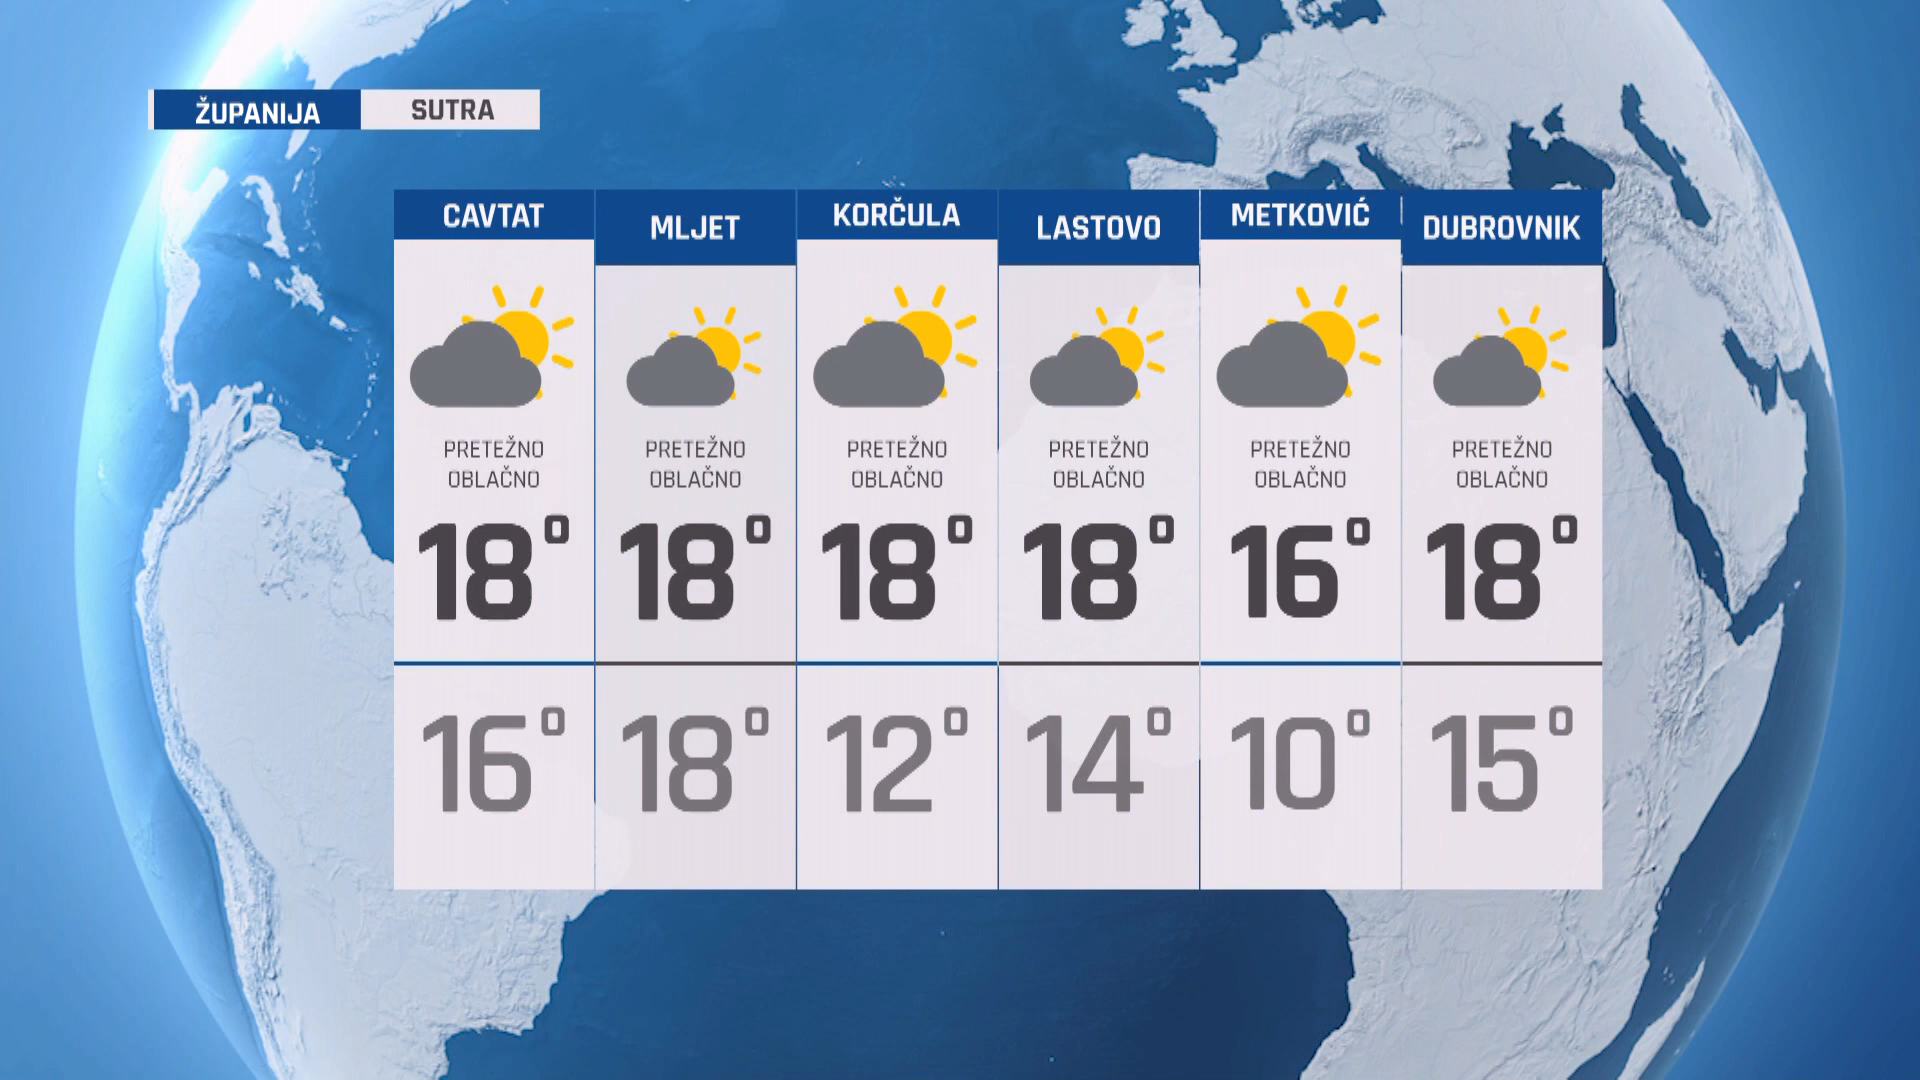 ŽUPANIJA SUTRA
CAVTAT MLJET KORČULA LASTOVO METKOVIĆ DUBROVNIK
PRETEŽNO PRETEŽNO PRETEŽNO PRETEŽNO PRETEŽNO PRETEŽNO
OBLAČNO OBLAČNO OBLAČNO OBLAČNO OBLAČNO OBLAČNO
18° 18° 18° 18° 16° 18°
16° 18° 12° 14° 10° 15°